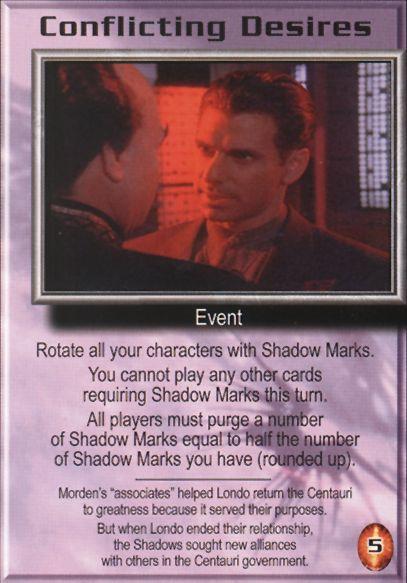 Conflicting Desires
Event
Rotate all your characters with Shadow Marks.
You cannot play any other cards
requiring Shadow Marks this turn.
All players must purge a number
of Shadow Marks equal to half the number
of Shadow Marks you have (rounded up).
Morden's "associates" helped Londo return the Centauri
to greatness because it served their purposes.
But when Londo ended their relationship,
the Shadows sought new alliances
with others in the Centauri government.
5